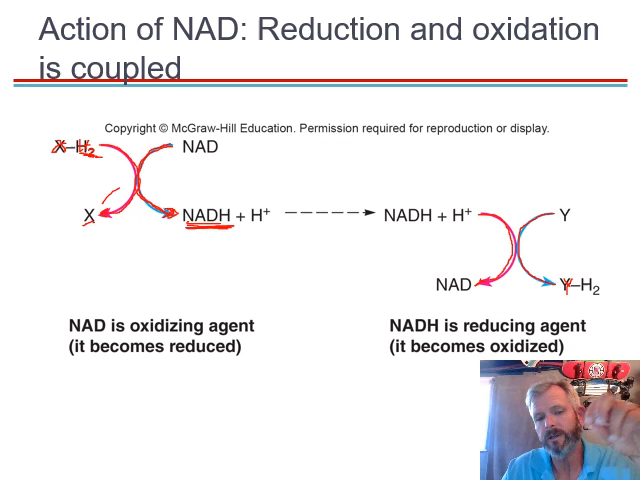 Action of NAD: Reduction and oxidation
is coupled
Copyright © McGraw-Hill Education. Permission required for reproduction or display.
X–H₂ NAD
X NADH + H⁺ NADH + H⁺ Y
NAD Y–H₂
NAD is oxidizing agent NADH is reducing agent
(it becomes reduced) (it becomes oxidized)